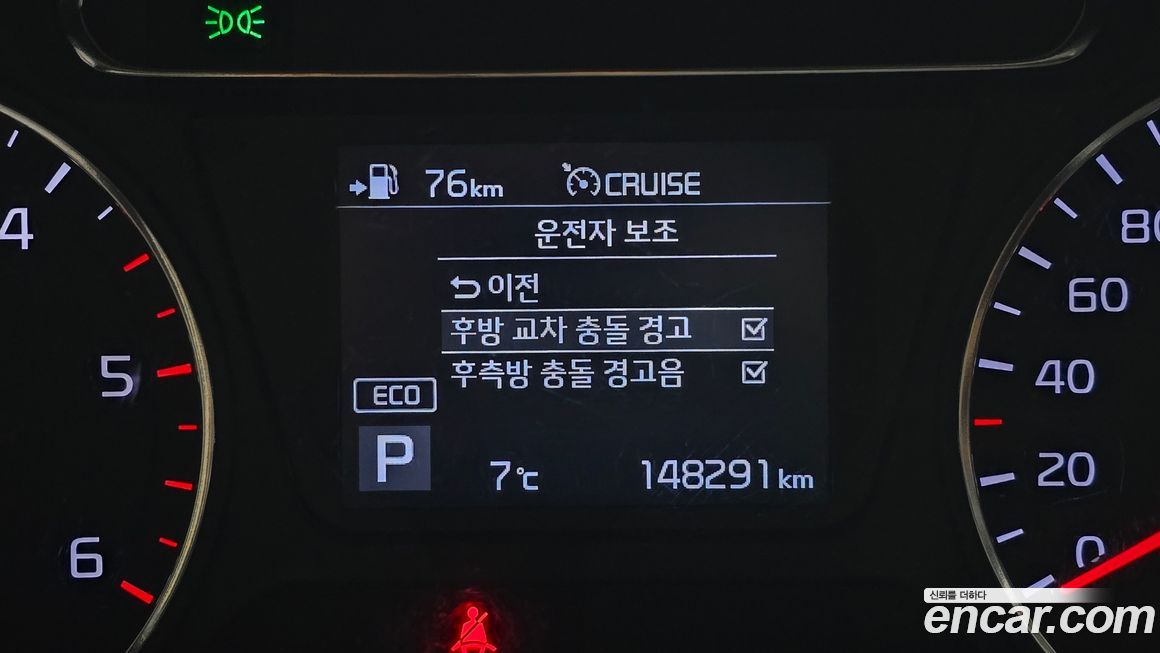 76km CRUISE
운전자 보조
이전
후방 교차 충돌 경고
후측방 충돌 경고음
ECO
P
7℃ 148291km
4
5
6
80
60
40
20
0
신뢰를 더하다
encar.com